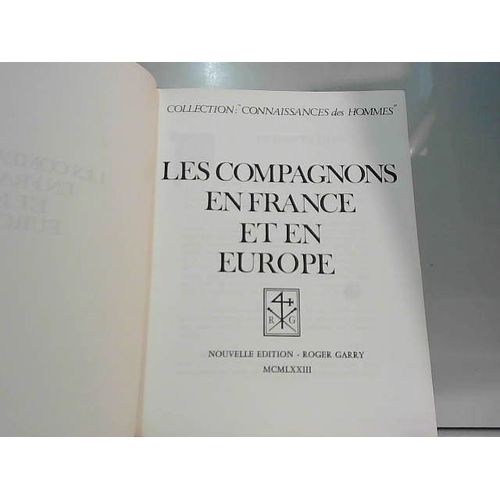 COLLECTION: "CONNAISSANCES des HOMMES"
LES COMPAGNONS
EN FRANCE
ET EN
EUROPE
R G
NOUVELLE EDITION - ROGER GARRY
MCMLXXIII